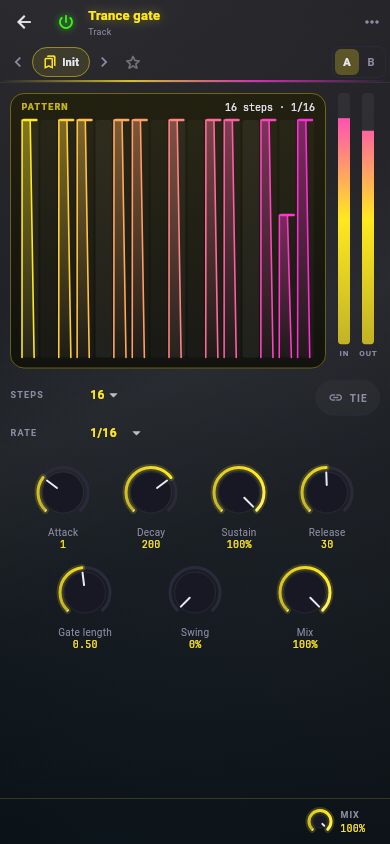 Trance gate
Track
Init
A B
PATTERN 16 steps · 1/16
IN OUT
STEPS 16 TIE
RATE 1/16
Attack Decay Sustain Release
1 200 100% 30
Gate length Swing Mix
0.50 0% 100%
MIX
100%